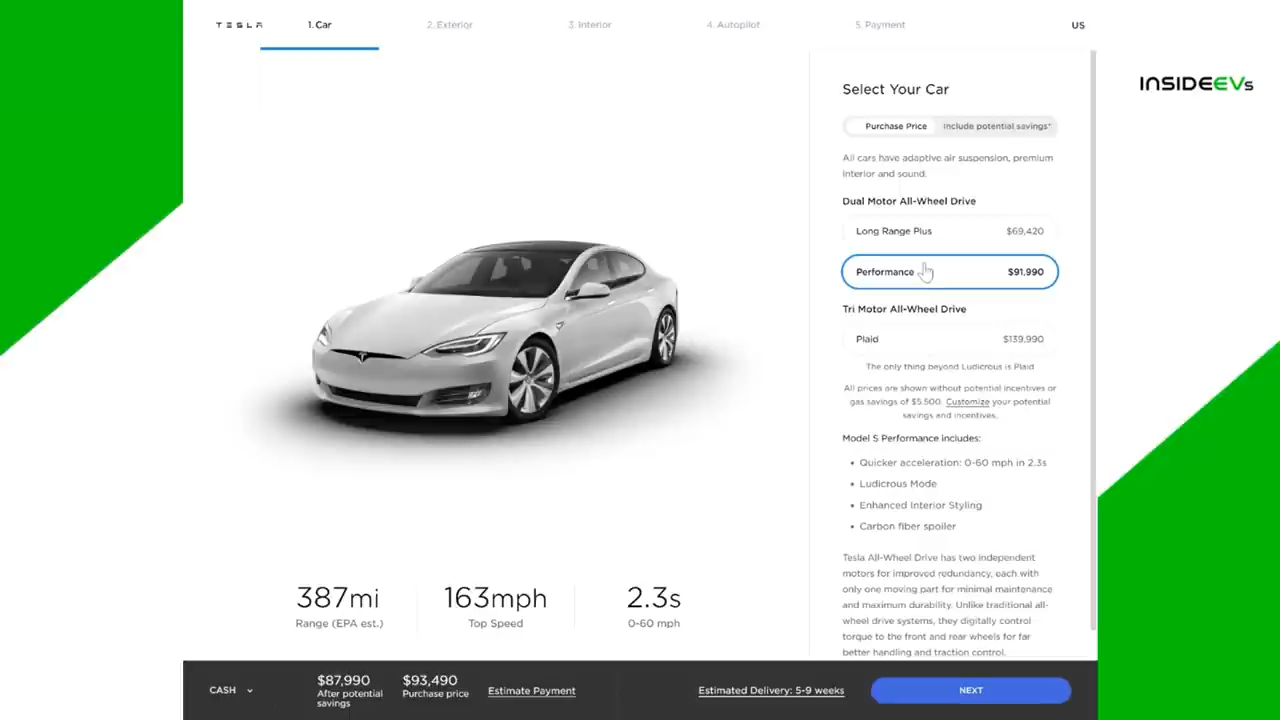 TESLA
1. Car
2. Exterior
3. Interior
4. Autopilot
5. Payment
US
INSIDEEVs
Select Your Car
Purchase Price
Include potential savings*
All cars have adaptive air suspension, premium
interior and sound.
Dual Motor All-Wheel Drive
Long Range Plus $69,420
Performance $91,990
Tri Motor All-Wheel Drive
Plaid $139,990
The only thing beyond Ludicrous is Plaid
All prices are shown without potential incentives or
gas savings of $5,500. Customize your potential
savings and incentives.
Model S Performance includes:
• Quicker acceleration: 0-60 mph in 2.3s
• Ludicrous Mode
• Enhanced Interior Styling
• Carbon fiber spoiler
Tesla All-Wheel Drive has two independent
motors for improved redundancy, each with
only one moving part for minimal maintenance
and maximum durability. Unlike traditional all-
wheel drive systems, they digitally control
torque to the front and rear wheels for far
better handling and traction control.
387mi
Range (EPA est.)
163mph
Top Speed
2.3s
0-60 mph
CASH
$87,990
After potential
savings
$93,490
Purchase price
Estimate Payment
Estimated Delivery: 5-9 weeks
NEXT